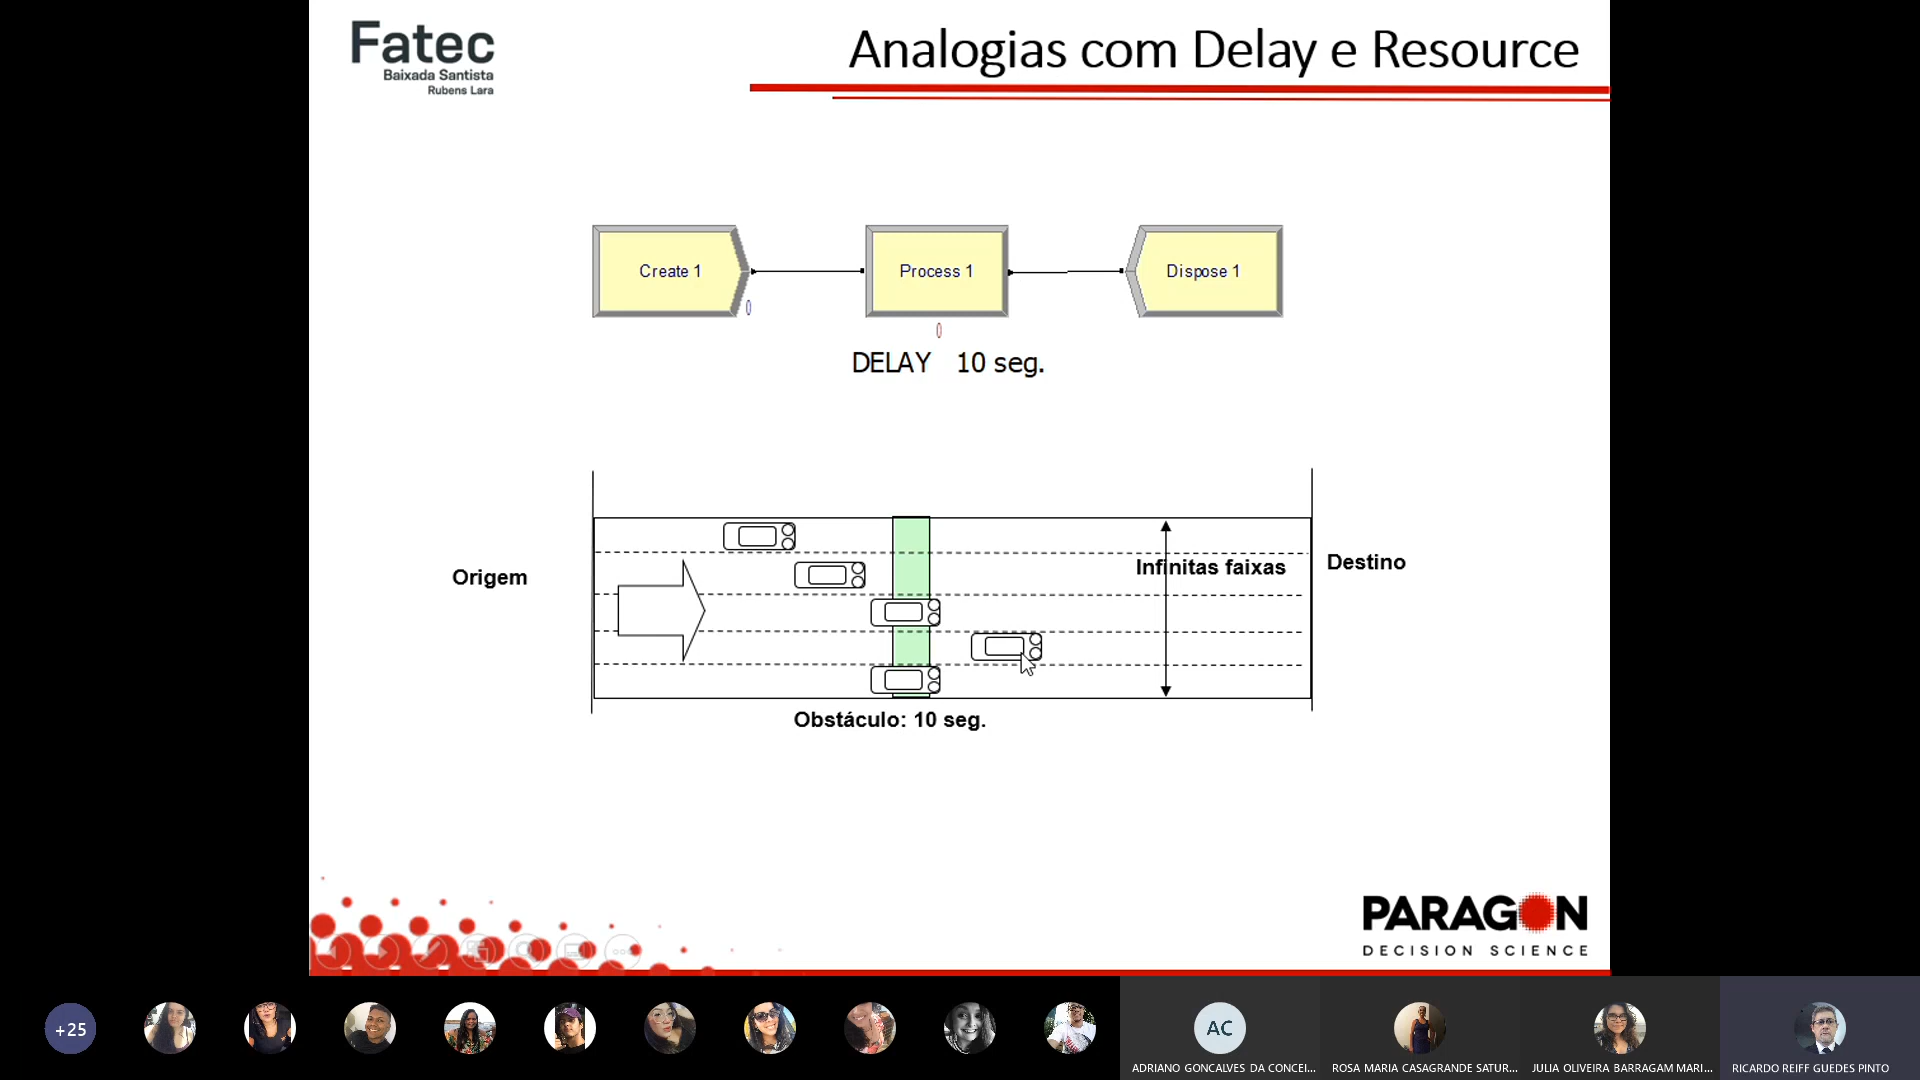 Fatec
Baixada Santista
Rubens Lara
Analogias com Delay e Resource
Create 1
Process 1
Dispose 1
0
0
DELAY 10 seg.
Origem
Infinitas faixas
Destino
Obstáculo: 10 seg.
PARAGON
DECISION SCIENCE
+25
AC
ADRIANO GONCALVES DA CONCEI...
ROSA MARIA CASAGRANDE SATUR...
JULIA OLIVEIRA BARRAGAM MARI...
RICARDO REIFF GUEDES PINTO